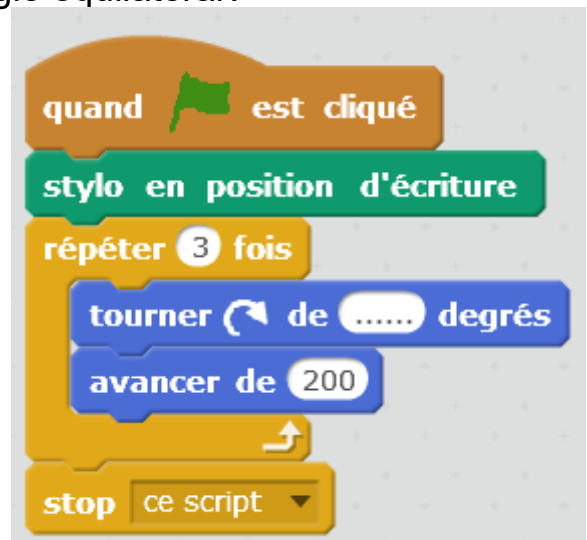 quand est cliqué
stylo en position d'écriture
répéter 3 fois
tourner de ...... degrés
avancer de 200
stop ce script